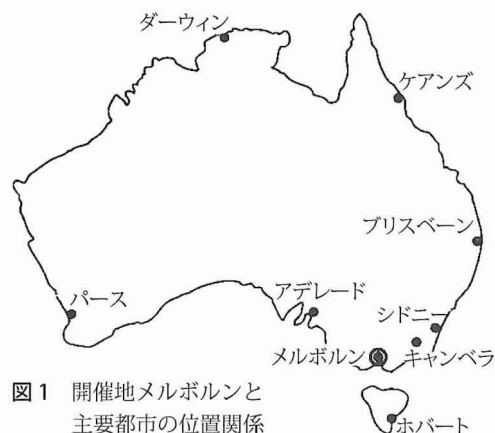 ダーウィン
ケアンズ
ブリスベーン
パース
アデレード
シドニー
メルボルン
キャンベラ
図1 開催地メルボルンと
主要都市の位置関係
ホバート